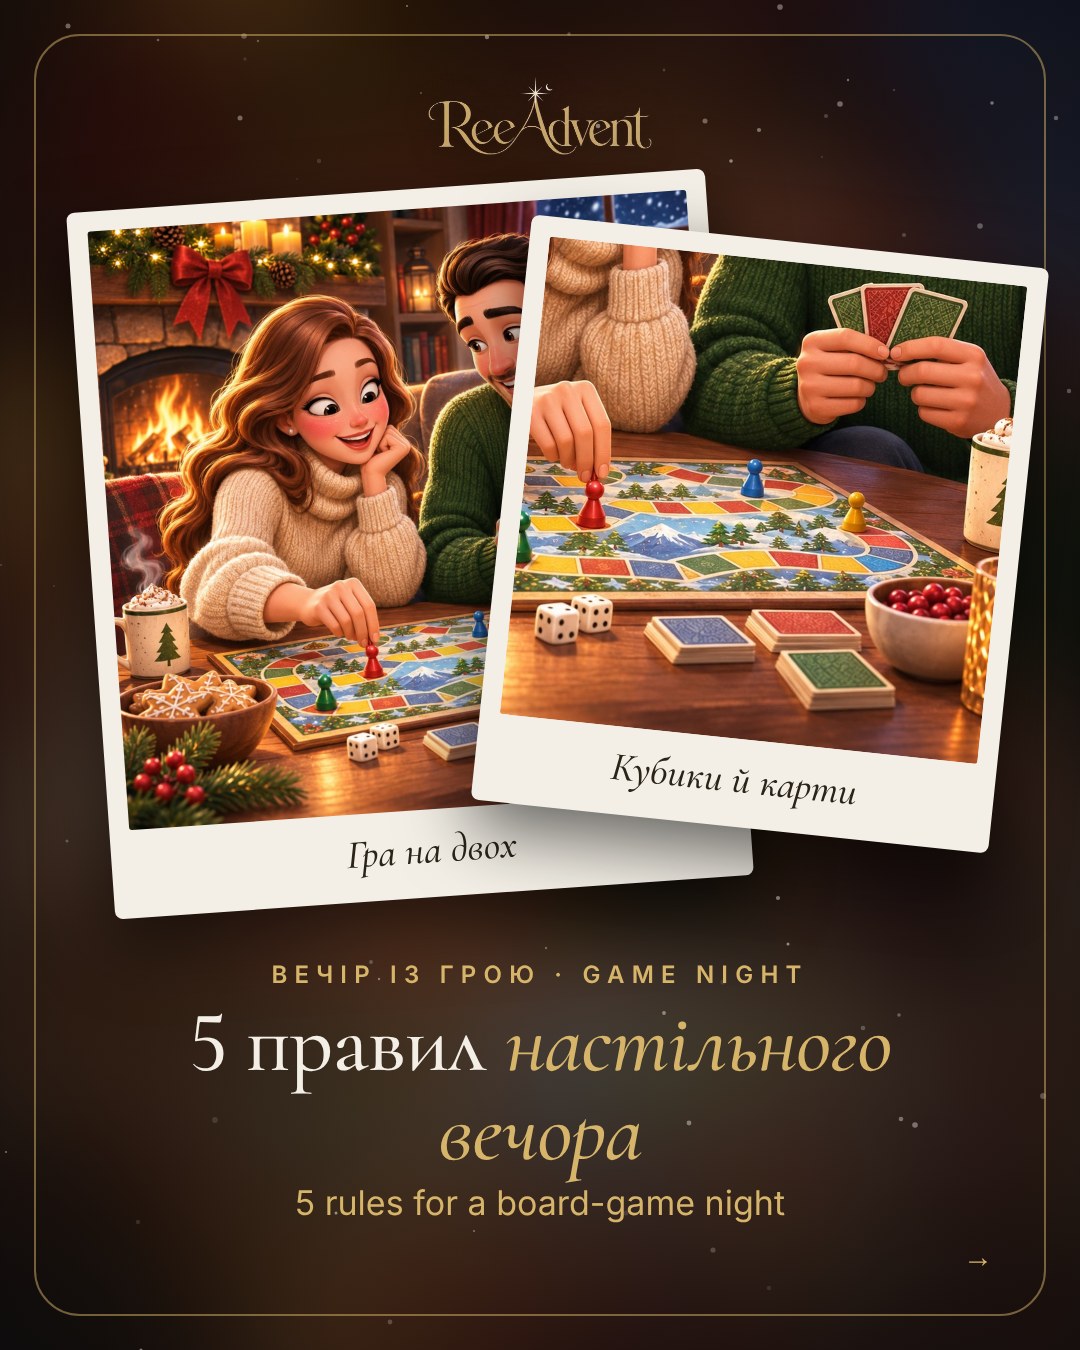 ReeAdvent
Кубики й карти
Гра на двох
ВЕЧІР ІЗ ГРОЮ · GAME NIGHT
5 правил настільного
вечора
5 rules for a board-game night
→